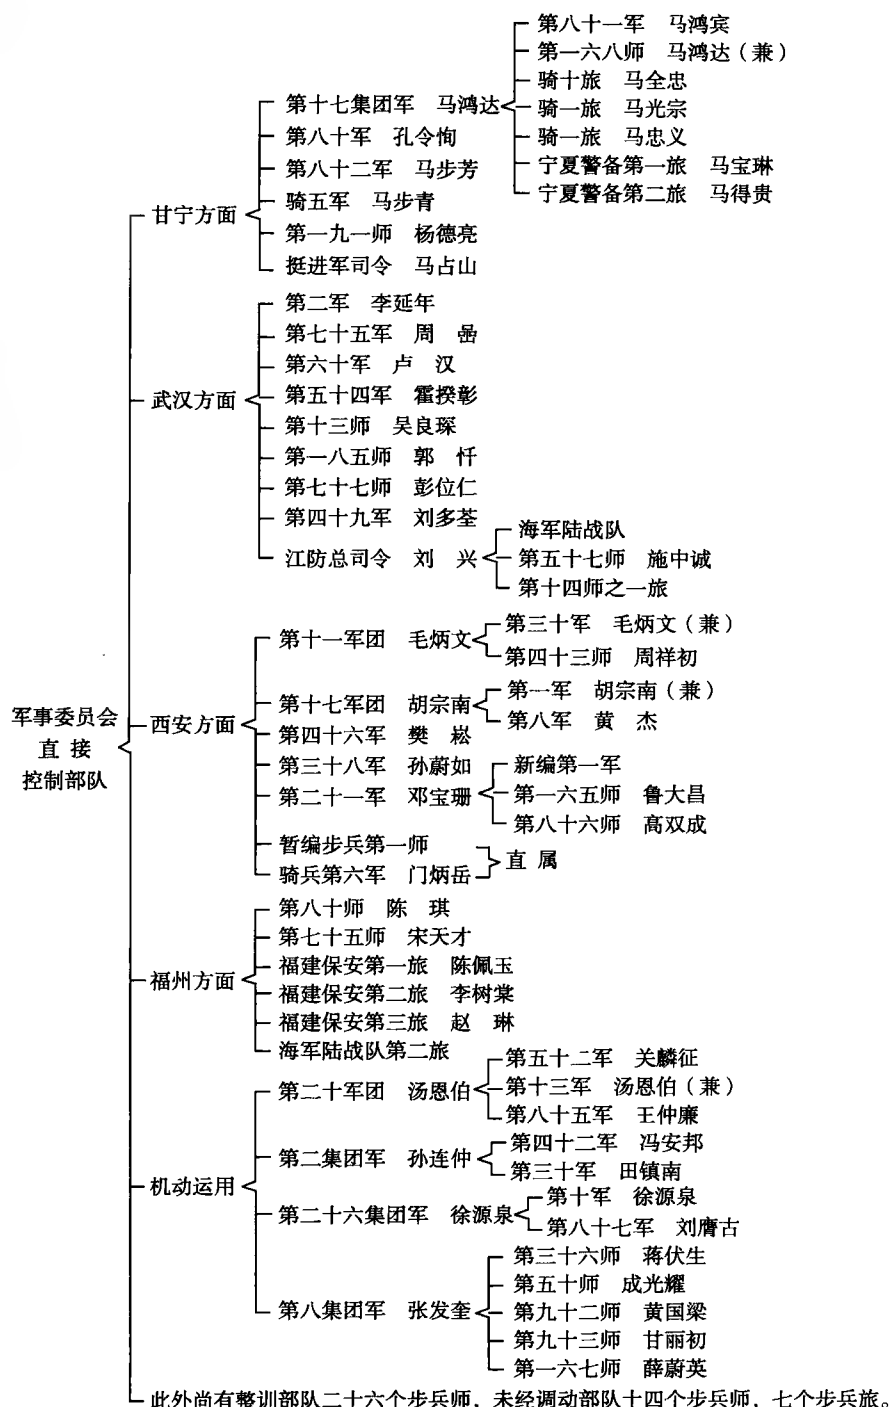 军事委员会
直 接
控制部队
甘宁方面
第十七集团军 马鸿达
第八十一军 马鸿宾
第一六八师 马鸿达（兼）
骑十旅 马全忠
骑一旅 马光宗
骑一旅 马忠义
宁夏警备第一旅 马宝琳
宁夏警备第二旅 马得贵
第八十军 孔令恂
第八十二军 马步芳
骑五军 马步青
第一九一师 杨德亮
挺进军司令 马占山
武汉方面
第二军 李延年
第七十五军 周 喦
第六十军 卢 汉
第五十四军 霍揆彰
第十三师 吴良琛
第一八五师 郭 忏
第七十七师 彭位仁
第四十九军 刘多荃
江防总司令 刘 兴
海军陆战队
第五十七师 施中诚
第十四师之一旅
西安方面
第十一军团 毛炳文
第三十军 毛炳文（兼）
第四十三师 周祥初
第十七军团 胡宗南
第一军 胡宗南（兼）
第八军 黄 杰
第四十六军 樊 崧
第三十八军 孙蔚如
第二十一军 邓宝珊
新编第一军
第一六五师 鲁大昌
第八十六师 高双成
暂编步兵第一师
骑兵第六军 门炳岳
直 属
福州方面
第八十师 陈 琪
第七十五师 宋天才
福建保安第一旅 陈佩玉
福建保安第二旅 李树棠
福建保安第三旅 赵 琳
海军陆战队第二旅
机动运用
第二十军团 汤恩伯
第五十二军 关麟征
第十三军 汤恩伯（兼）
第八十五军 王仲廉
第二集团军 孙连仲
第四十二军 冯安邦
第三十军 田镇南
第二十六集团军 徐源泉
第十军 徐源泉
第八十七军 刘膺古
第八集团军 张发奎
第三十六师 蒋伏生
第五十师 成光耀
第九十二师 黄国梁
第九十三师 甘丽初
第一六七师 薛蔚英
此外尚有整训部队二十六个步兵师，未经调动部队十四个步兵师，七个步兵旅。